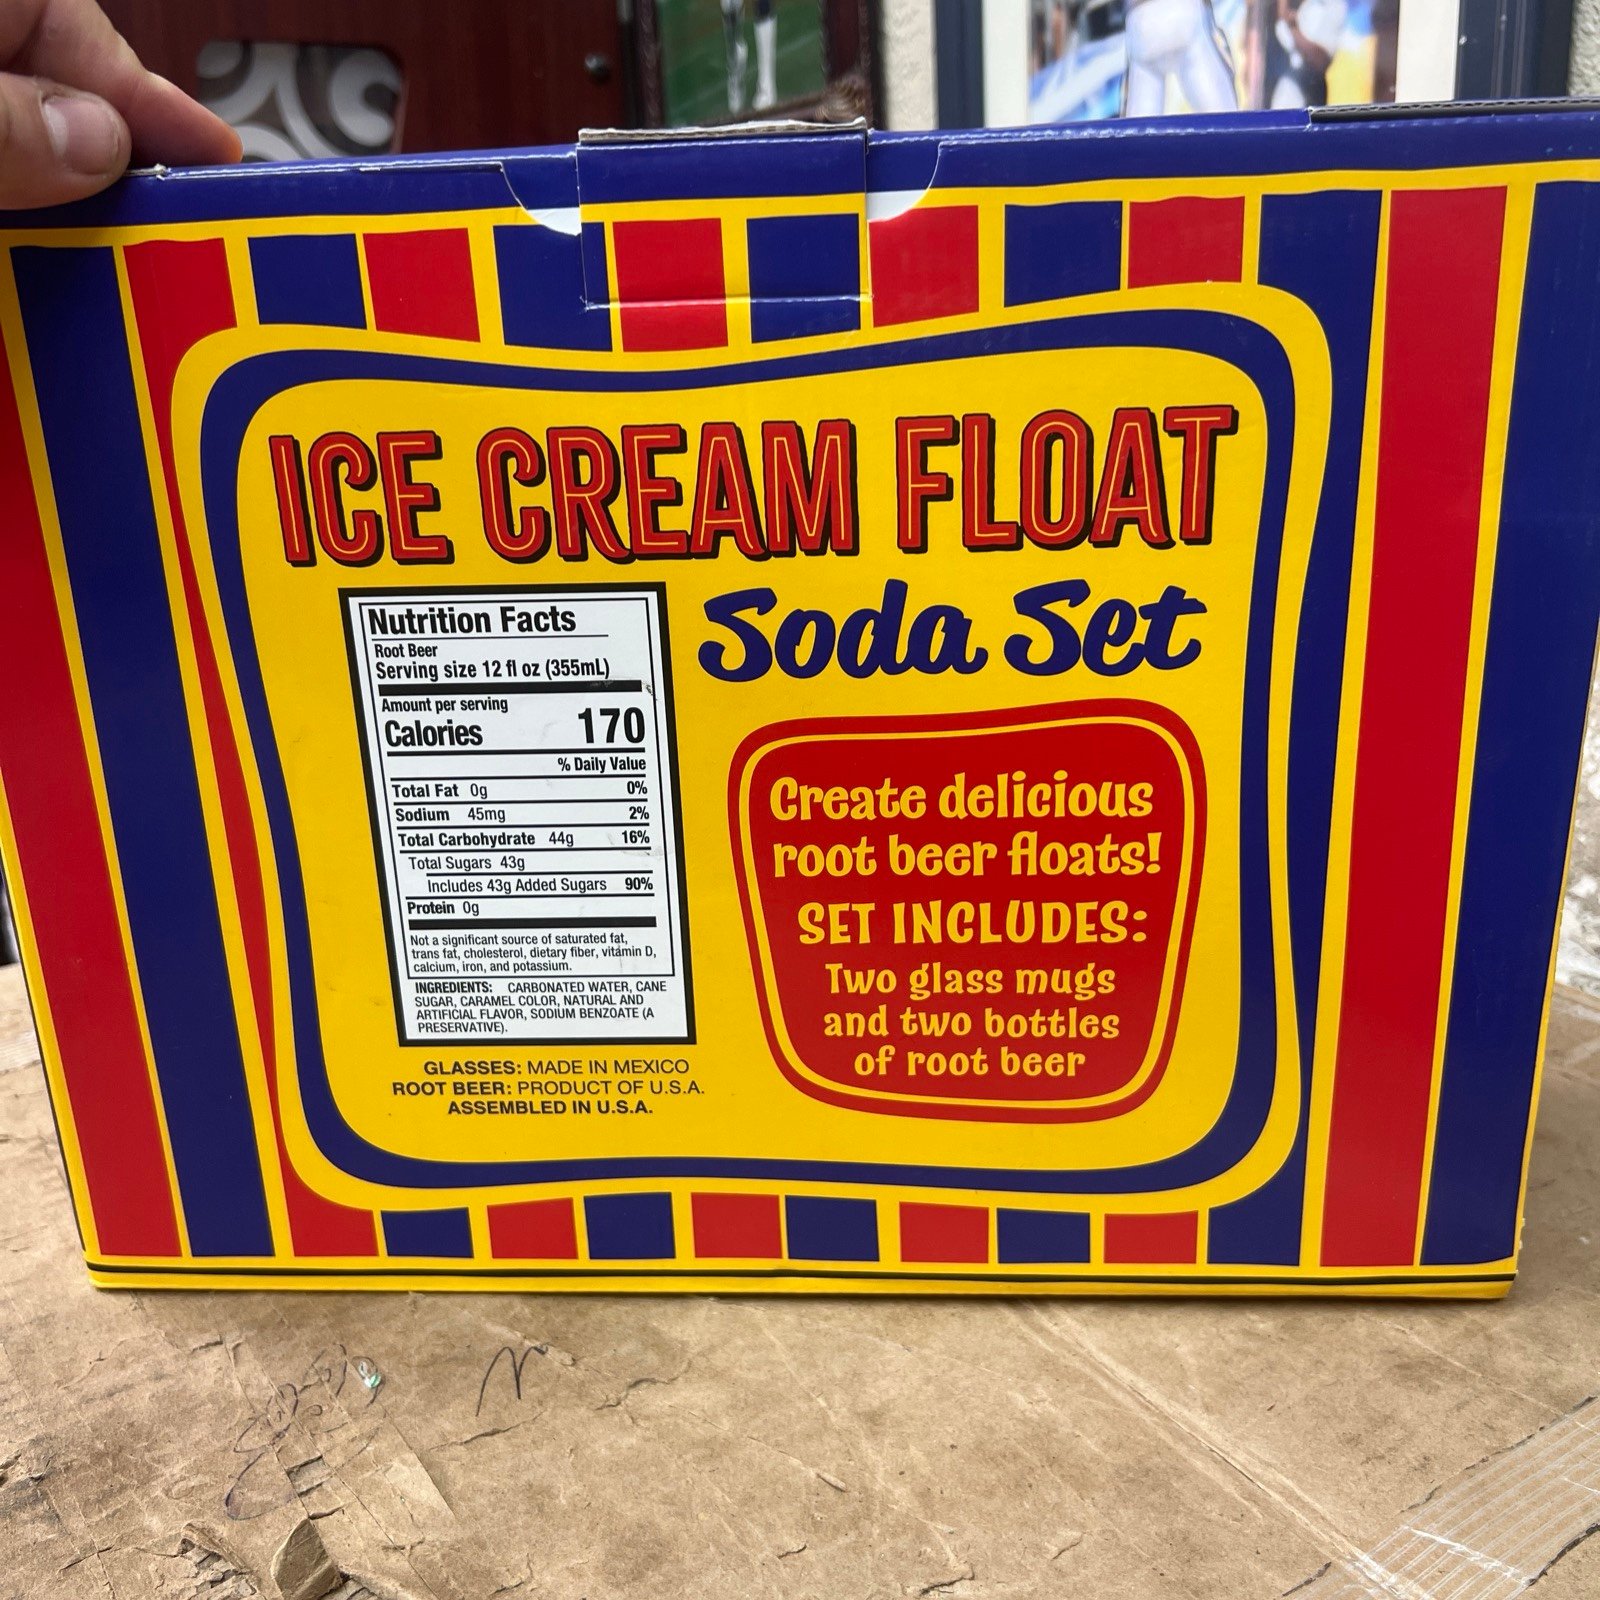 ICE CREAM FLOAT
Soda Set
Nutrition Facts
Root Beer
Serving size 12 fl oz (355mL)
Amount per serving
Calories 170
% Daily Value
Total Fat 0g 0%
Sodium 45mg 2%
Total Carbohydrate 44g 16%
Total Sugars 43g
Includes 43g Added Sugars 90%
Protein 0g
Not a significant source of saturated fat,
trans fat, cholesterol, dietary fiber, vitamin D,
calcium, iron, and potassium.
INGREDIENTS: CARBONATED WATER, CANE
SUGAR, CARAMEL COLOR, NATURAL AND
ARTIFICIAL FLAVOR, SODIUM BENZOATE (A
PRESERVATIVE).
GLASSES: MADE IN MEXICO
ROOT BEER: PRODUCT OF U.S.A.
ASSEMBLED IN U.S.A.
Create delicious
root beer floats!
SET INCLUDES:
Two glass mugs
and two bottles
of root beer